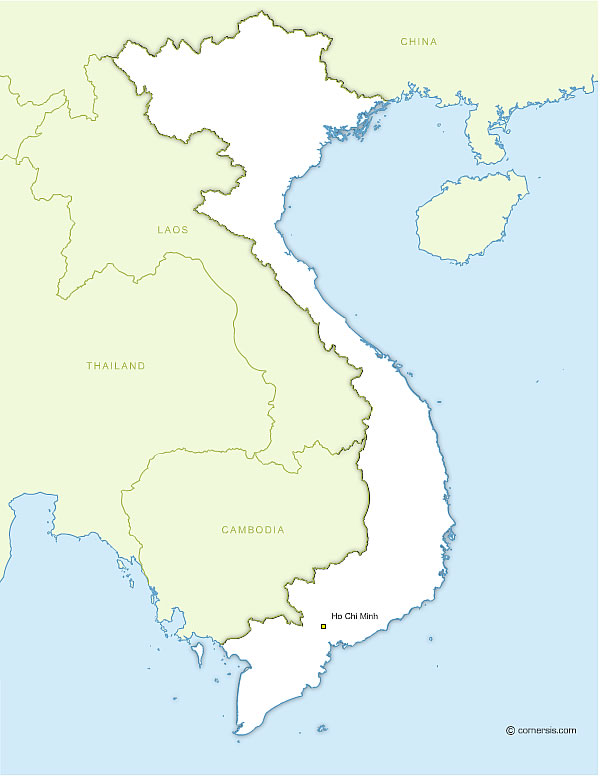 CHINA
LAOS
THAILAND
CAMBODIA
Ho Chi Minh
© comersis.com